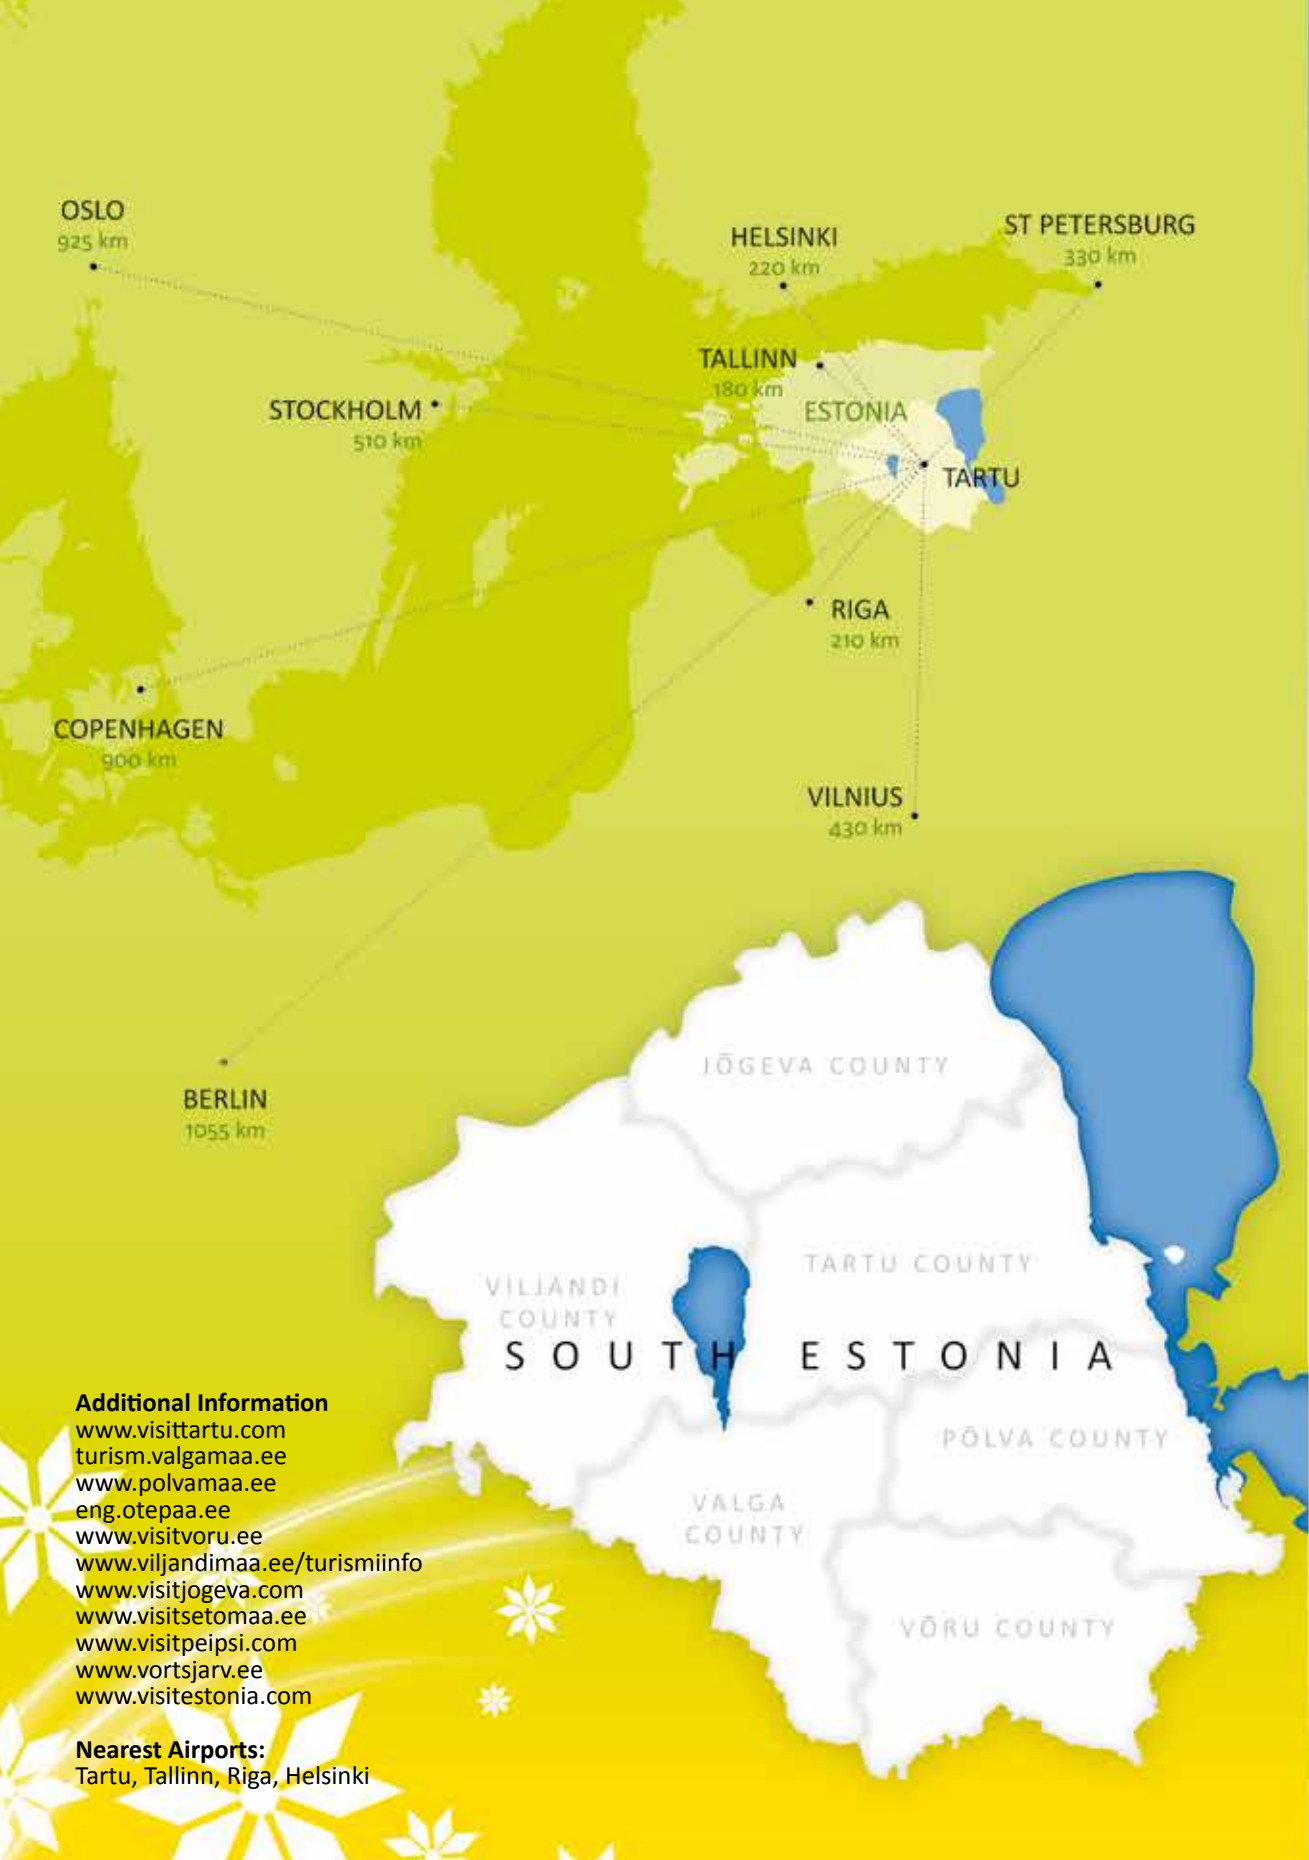 OSLO
925 km
HELSINKI
220 km
ST PETERSBURG
330 km
TALLINN
180 km
STOCKHOLM
510 km
ESTONIA
TARTU
RIGA
210 km
COPENHAGEN
900 km
VILNIUS
430 km
BERLIN
1055 km
JÕGEVA COUNTY
TARTU COUNTY
VILJANDI
COUNTY
SOUTH ESTONIA
PÕLVA COUNTY
VALGA
COUNTY
VÕRU COUNTY
Additional Information
www.visittartu.com
turism.valgamaa.ee
www.polvamaa.ee
eng.otepaa.ee
www.visitvoru.ee
www.viljandimaa.ee/turismiinfo
www.visitjogeva.com
www.visitsetomaa.ee
www.visitpeipsi.com
www.vortsjarv.ee
www.visitestonia.com
Nearest Airports:
Tartu, Tallinn, Riga, Helsinki